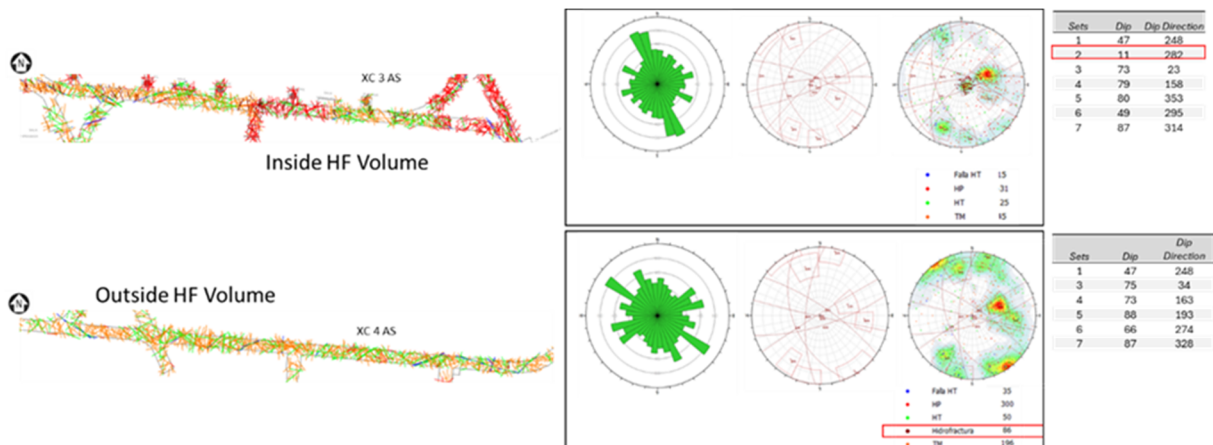 Sets Dip Dip Direction
1 47 248
2 11 282
3 73 23
4 79 158
5 80 353
6 49 295
7 87 314
N
XC 3 AS
Inside HF Volume
Falla HT 15
HP 31
HT 25
TM 45
Sets Dip Dip
Direction
1 47 248
3 75 34
4 73 163
5 88 193
6 66 274
7 87 328
Outside HF Volume
N
XC 4 AS
Falla HT 35
HP 300
HT 50
Hidrofractura 86
TM 196